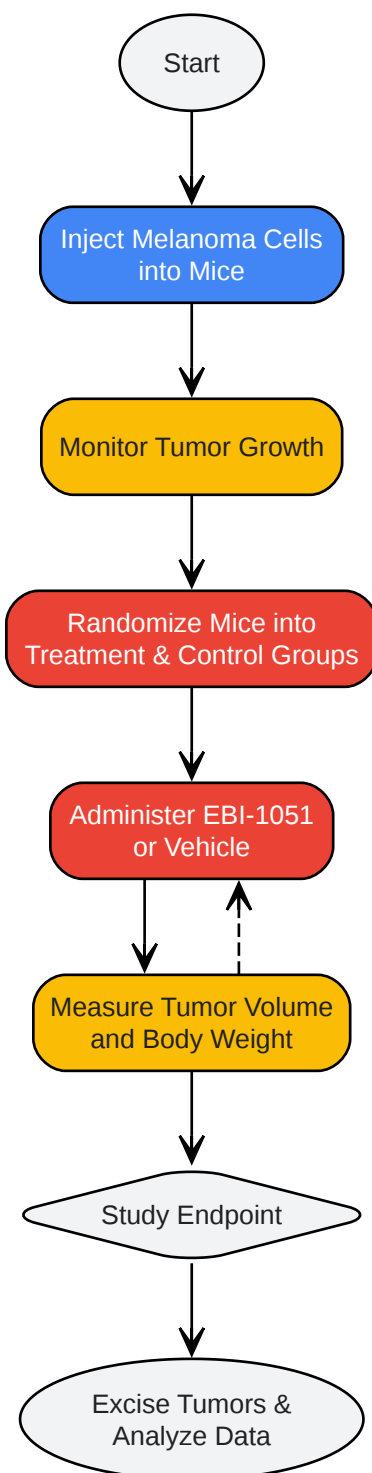 Start
Inject Melanoma Cells
into Mice
Monitor Tumor Growth
Randomize Mice into
Treatment & Control Groups
Administer EBI-1051
or Vehicle
Measure Tumor Volume
and Body Weight
Study Endpoint
Excise Tumors &
Analyze Data